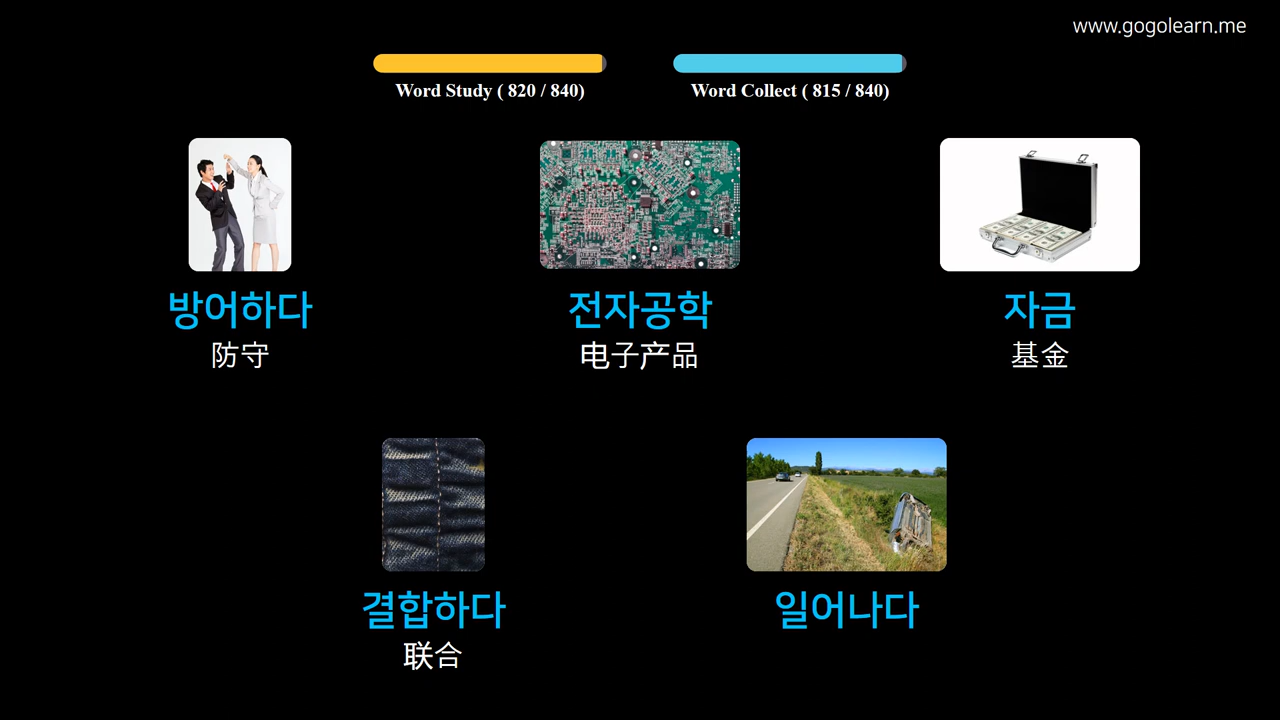 www.gogolearn.me
Word Study ( 820 / 840)
Word Collect ( 815 / 840)
방어하다
防守
전자공학
电子产品
자금
基金
결합하다
联合
일어나다